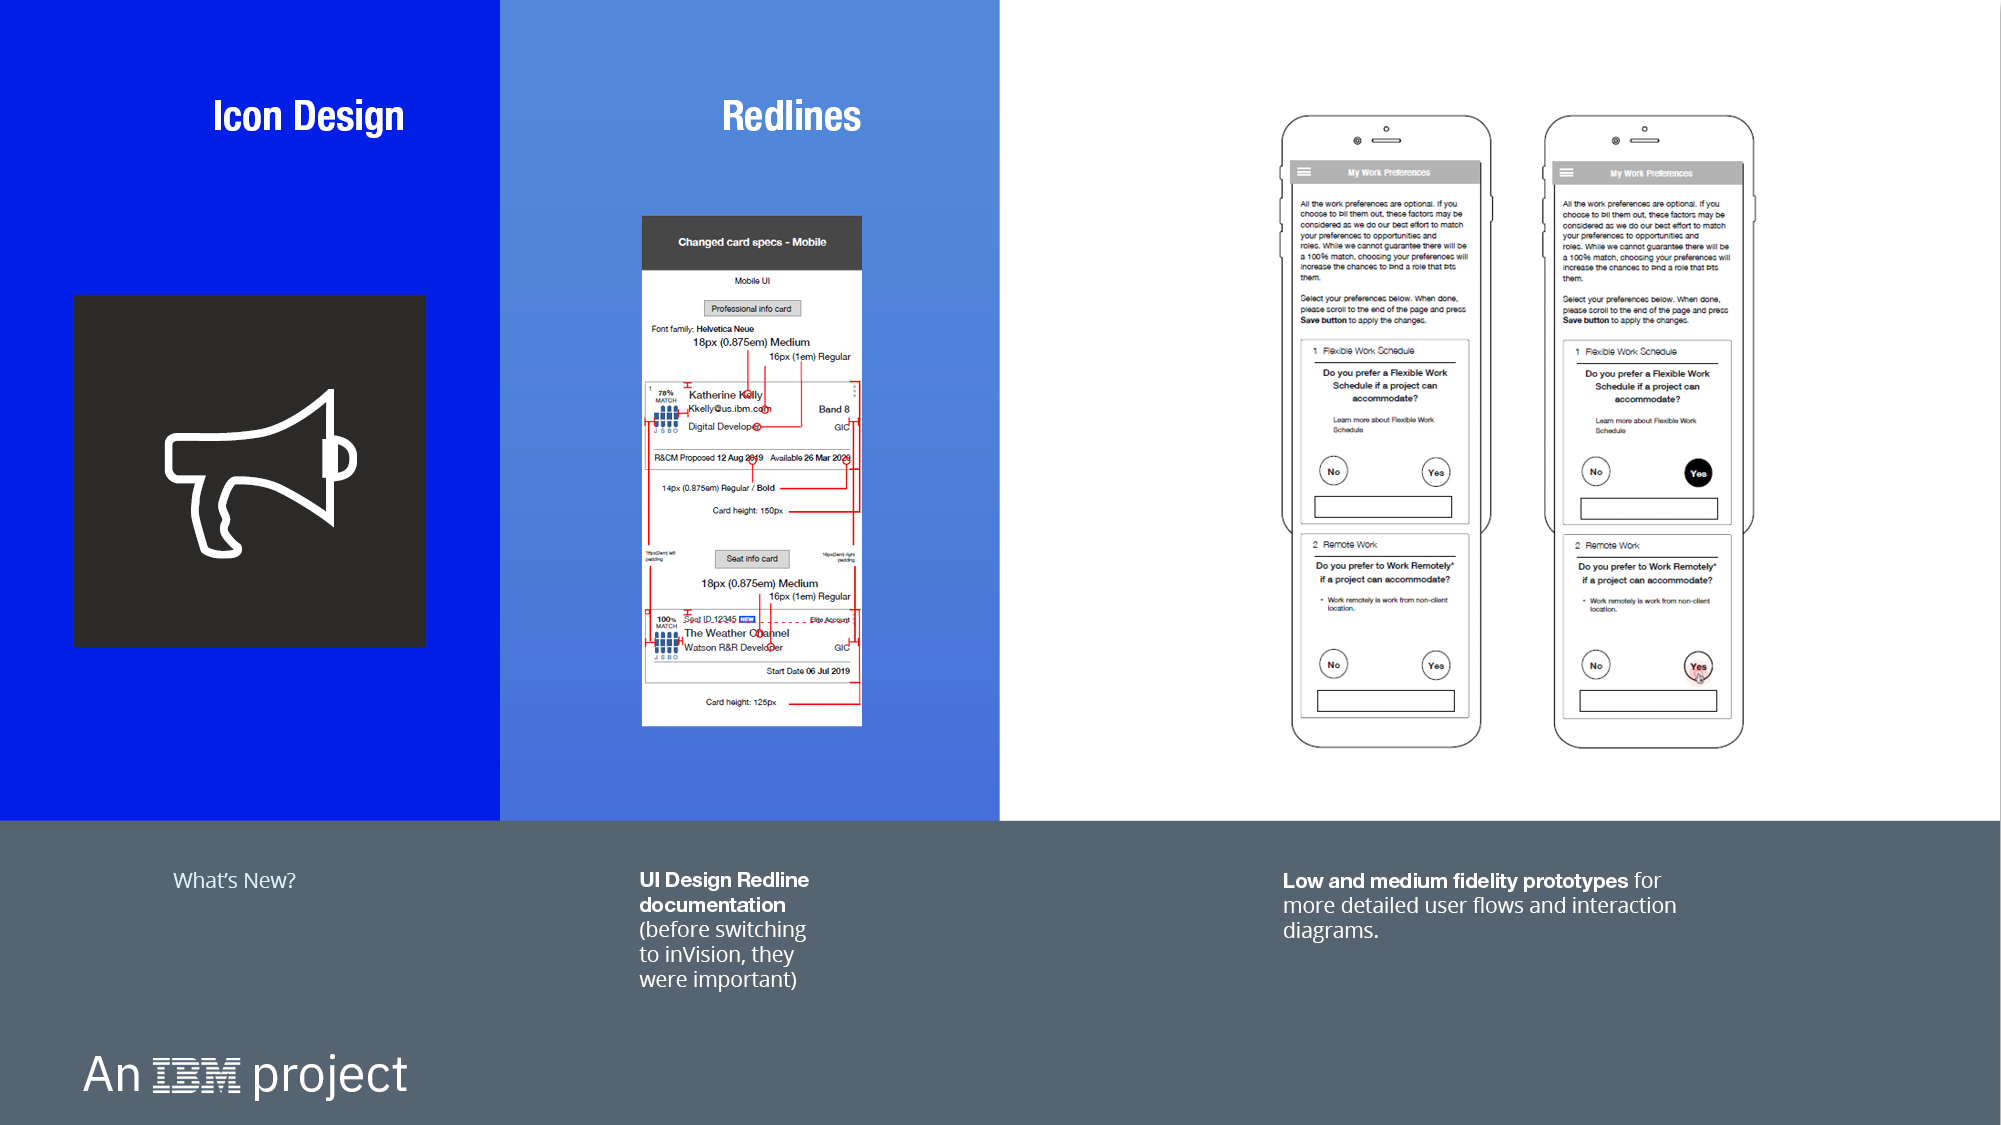 Icon Design
What's New?
Redlines
Changed card specs - Mobile
Mobile UI
Professional info card
Font family: Helvetica Neue
18px (0.875em) Medium
16px (1em) Regular
1
78%
MATCH
J S B O
Katherine Kelly
Kkelly@us.ibm.com
Band 8
Digital Developer
GIC
R&CM Proposed 12 Aug 2019 Available 26 Mar 2020
14px (0.875em) Regular / Bold
Card height: 150px
16px(2em) left
padding
16px(2em) right
padding
Seat info card
18px (0.875em) Medium
16px (1em) Regular
100%
MATCH
J S B O
Seat ID 12345 NEW
Elite Account
The Weather Channel
Watson R&R Developer
GIC
Start Date 06 Jul 2019
Card height: 125px
UI Design Redline
documentation
(before switching
to inVision, they
were important)
My Work Preferences
All the work preferences are optional. If you
choose to Þll them out, these factors may be
considered as we do our best effort to match
your preferences to opportunities and
roles. While we cannot guarantee there will be
a 100% match, choosing your preferences will
increase the chances to Þnd a role that Þts
them.
Select your preferences below. When done,
please scroll to the end of the page and press
Save button to apply the changes.
1 Flexible Work Schedule
Do you prefer a Flexible Work
Schedule if a project can
accommodate?
Learn more about Flexible Work
Schedule
No
Yes
2 Remote Work
Do you prefer to Work Remotely*
if a project can accommodate?
* Work remotely is work from non-client
location.
No
Yes
My Work Preferences
All the work preferences are optional. If you
choose to Þll them out, these factors may be
considered as we do our best effort to match
your preferences to opportunities and
roles. While we cannot guarantee there will be
a 100% match, choosing your preferences will
increase the chances to Þnd a role that Þts
them.
Select your preferences below. When done,
please scroll to the end of the page and press
Save button to apply the changes.
1 Flexible Work Schedule
Do you prefer a Flexible Work
Schedule if a project can
accommodate?
Learn more about Flexible Work
Schedule
No
Yes
2 Remote Work
Do you prefer to Work Remotely*
if a project can accommodate?
* Work remotely is work from non-client
location.
No
Yes
Low and medium fidelity prototypes for
more detailed user flows and interaction
diagrams.
An IBM project